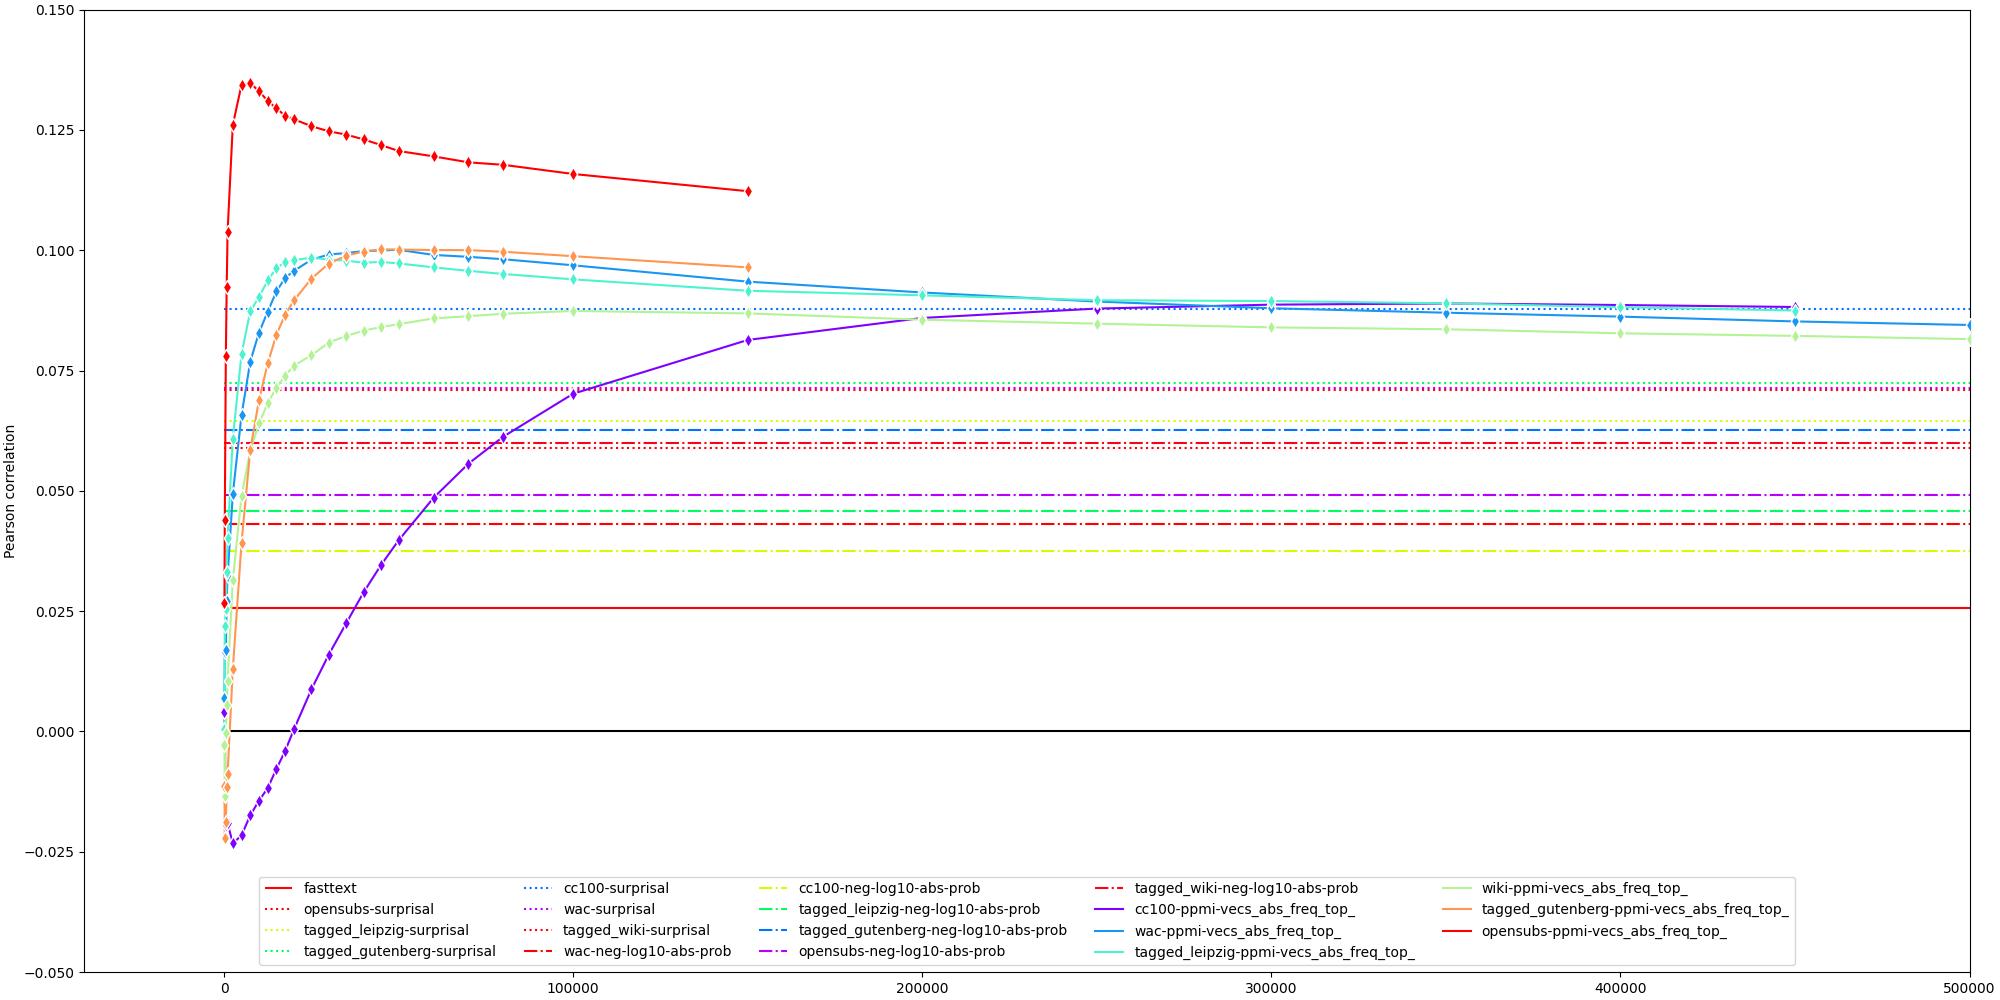 0.150
0.125
0.100
0.075
0.050
0.025
0.000
−0.025
−0.050
Pearson correlation
0
100000
200000
300000
400000
500000
fasttext
opensubs-surprisal
tagged_leipzig-surprisal
tagged_gutenberg-surprisal
cc100-surprisal
wac-surprisal
tagged_wiki-surprisal
wac-neg-log10-abs-prob
cc100-neg-log10-abs-prob
tagged_leipzig-neg-log10-abs-prob
tagged_gutenberg-neg-log10-abs-prob
opensubs-neg-log10-abs-prob
tagged_wiki-neg-log10-abs-prob
cc100-ppmi-vecs_abs_freq_top_
wac-ppmi-vecs_abs_freq_top_
tagged_leipzig-ppmi-vecs_abs_freq_top_
wiki-ppmi-vecs_abs_freq_top_
tagged_gutenberg-ppmi-vecs_abs_freq_top_
opensubs-ppmi-vecs_abs_freq_top_